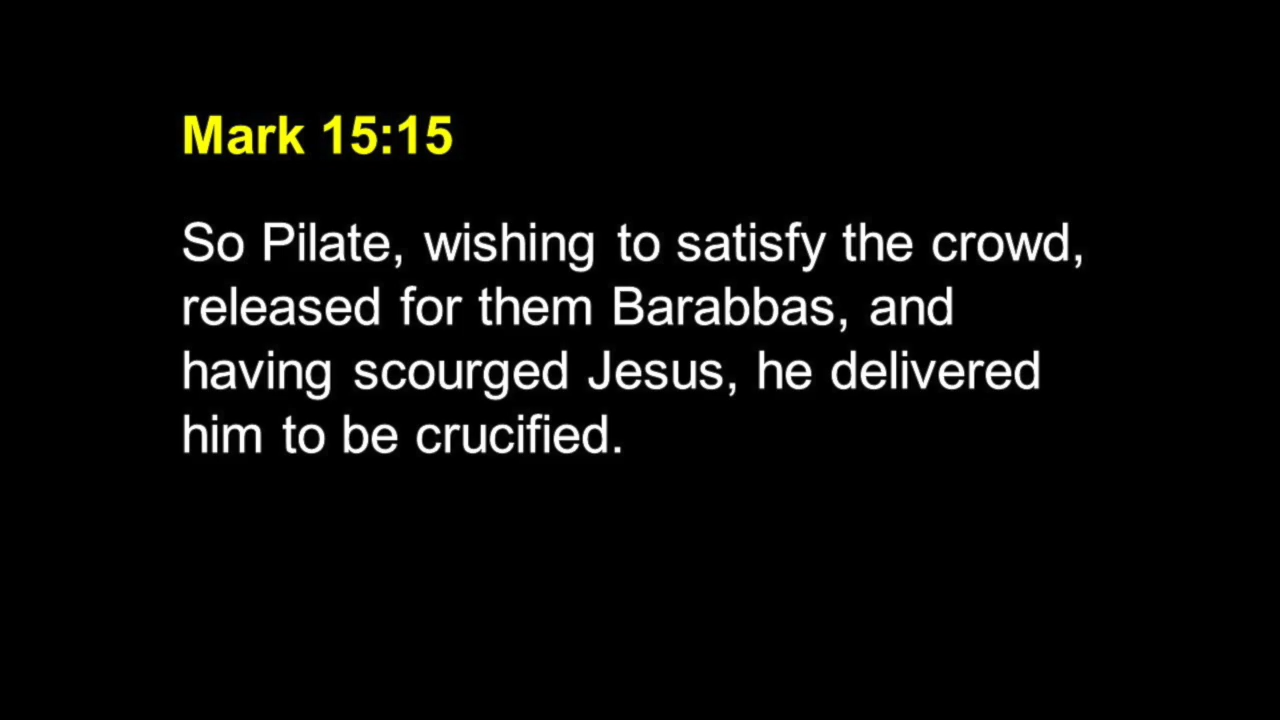 Mark 15:15
So Pilate, wishing to satisfy the crowd,
released for them Barabbas, and
having scourged Jesus, he delivered
him to be crucified.